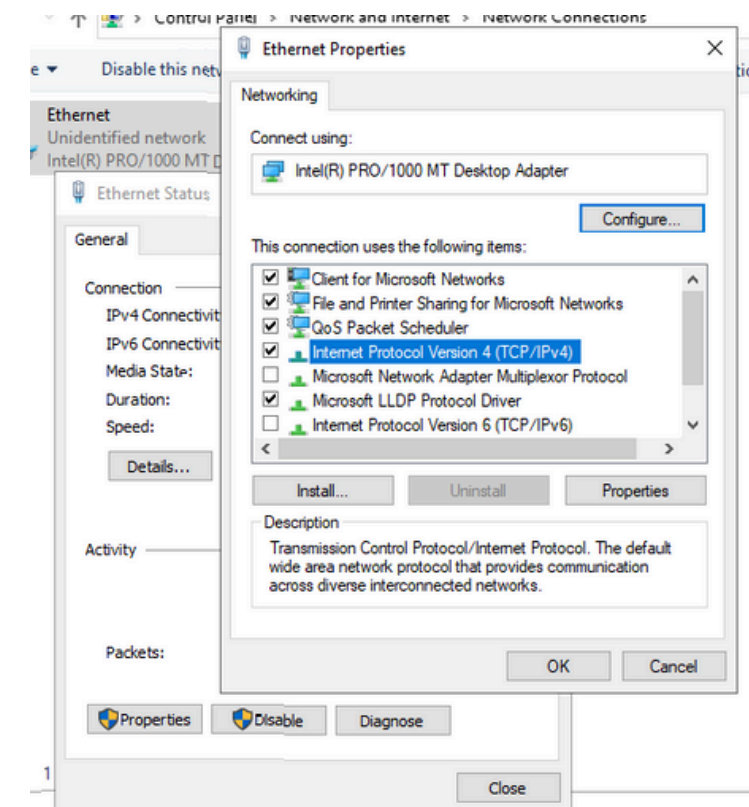 Control Panel > Network and Internet > Network Connections
Disable this netw
Ethernet
Unidentified network
Intel(R) PRO/1000 MT D
Ethernet Status
General
Connection
IPv4 Connectivit
IPv6 Connectivit
Media State:
Duration:
Speed:
Details...
Activity
Packets:
Properties
Disable
Diagnose
Close
1
Ethernet Properties
Networking
Connect using:
Intel(R) PRO/1000 MT Desktop Adapter
Configure...
This connection uses the following items:
Client for Microsoft Networks
File and Printer Sharing for Microsoft Networks
QoS Packet Scheduler
Internet Protocol Version 4 (TCP/IPv4)
Microsoft Network Adapter Multiplexor Protocol
Microsoft LLDP Protocol Driver
Internet Protocol Version 6 (TCP/IPv6)
Install...
Uninstall
Properties
Description
Transmission Control Protocol/Internet Protocol. The default
wide area network protocol that provides communication
across diverse interconnected networks.
OK
Cancel